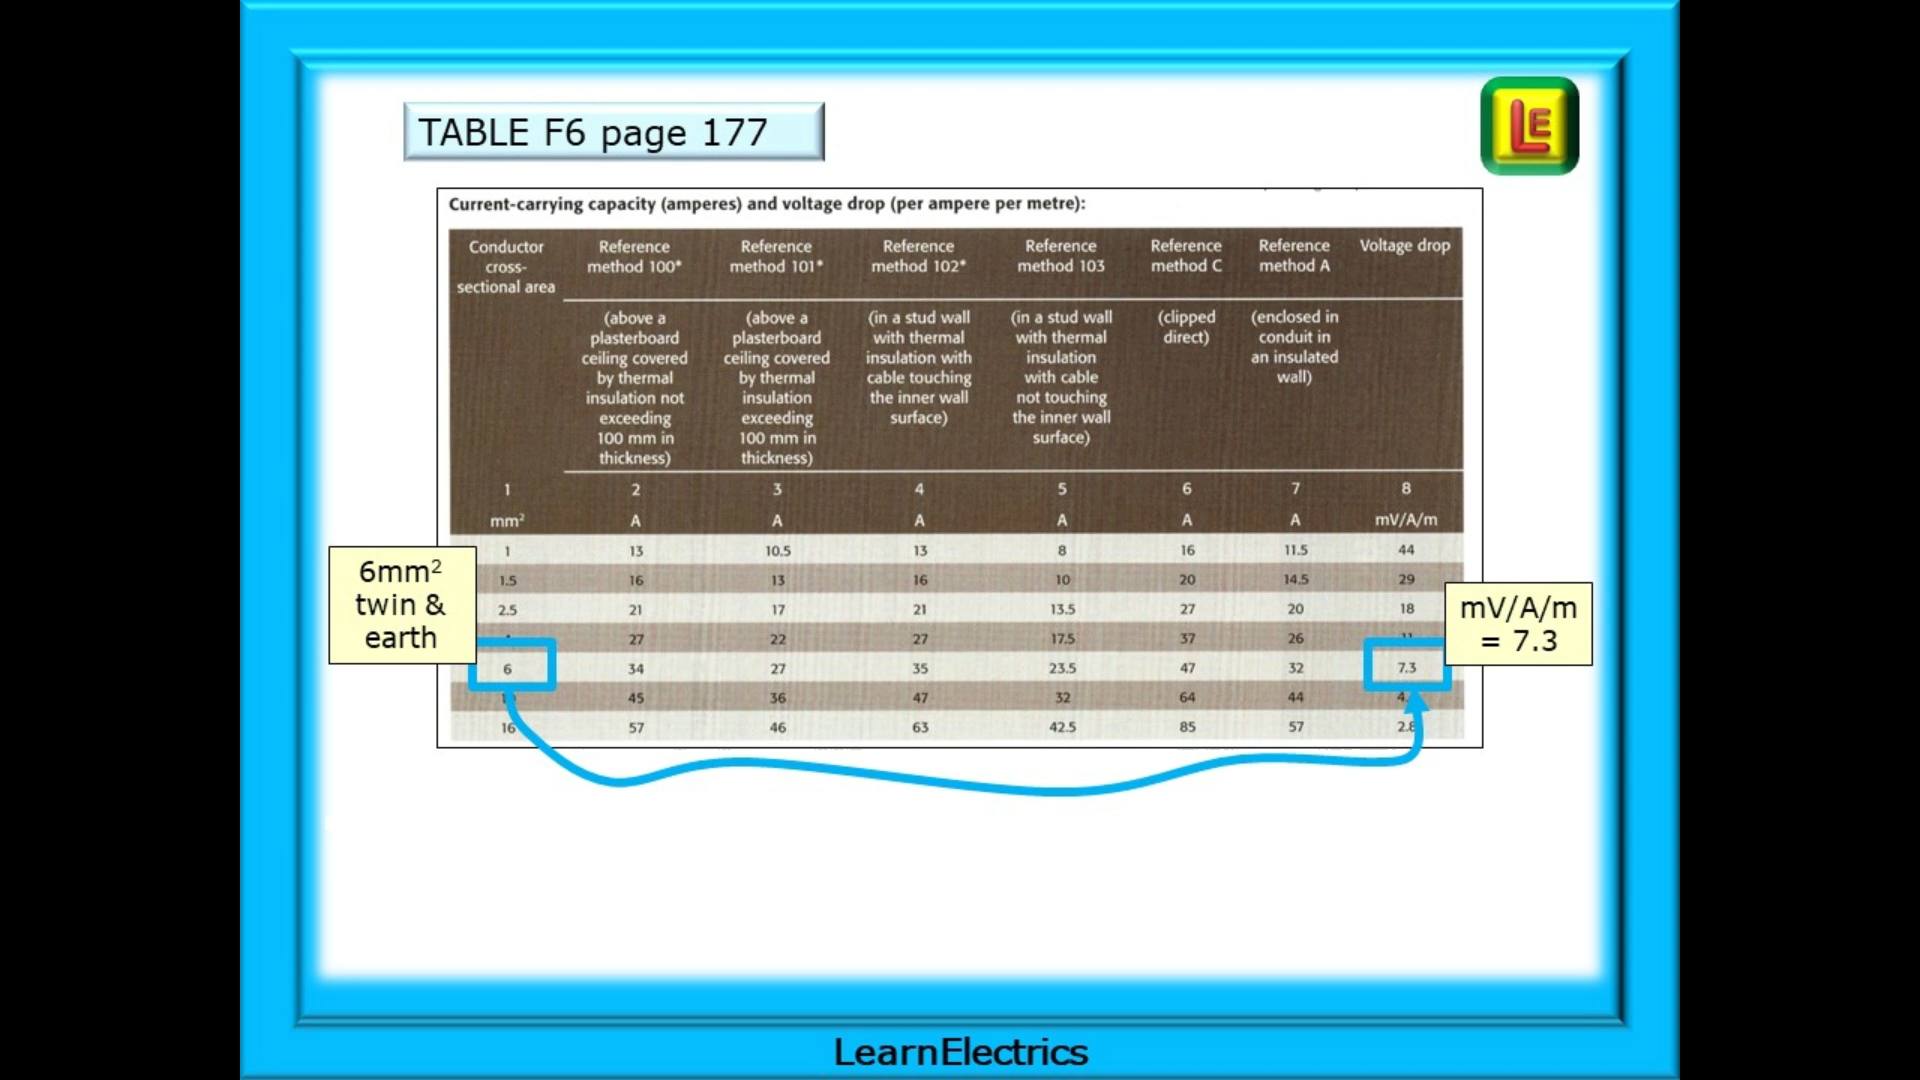 TABLE F6 page 177
LE
Current-carrying capacity (amperes) and voltage drop (per ampere per metre):
Conductor cross-sectional area
Reference method 100*
Reference method 101*
Reference method 102*
Reference method 103
Reference method C
Reference method A
Voltage drop
(above a plasterboard ceiling covered by thermal insulation not exceeding 100 mm in thickness)
(above a plasterboard ceiling covered by thermal insulation exceeding 100 mm in thickness)
(in a stud wall with thermal insulation with cable touching the inner wall surface)
(in a stud wall with thermal insulation with cable not touching the inner wall surface)
(clipped direct)
(enclosed in conduit in an insulated wall)
1 2 3 4 5 6 7 8
mm² A A A A A A mV/A/m
1 13 10.5 13 8 16 11.5 44
1.5 16 13 16 10 20 14.5 29
2.5 21 17 21 13.5 27 20 18
27 22 27 17.5 37 26
6 34 27 35 23.5 47 32 7.3
45 36 47 32 64 44
16 57 46 63 42.5 85 57 2.8
6mm²
twin &
earth
mV/A/m
= 7.3
LearnElectrics